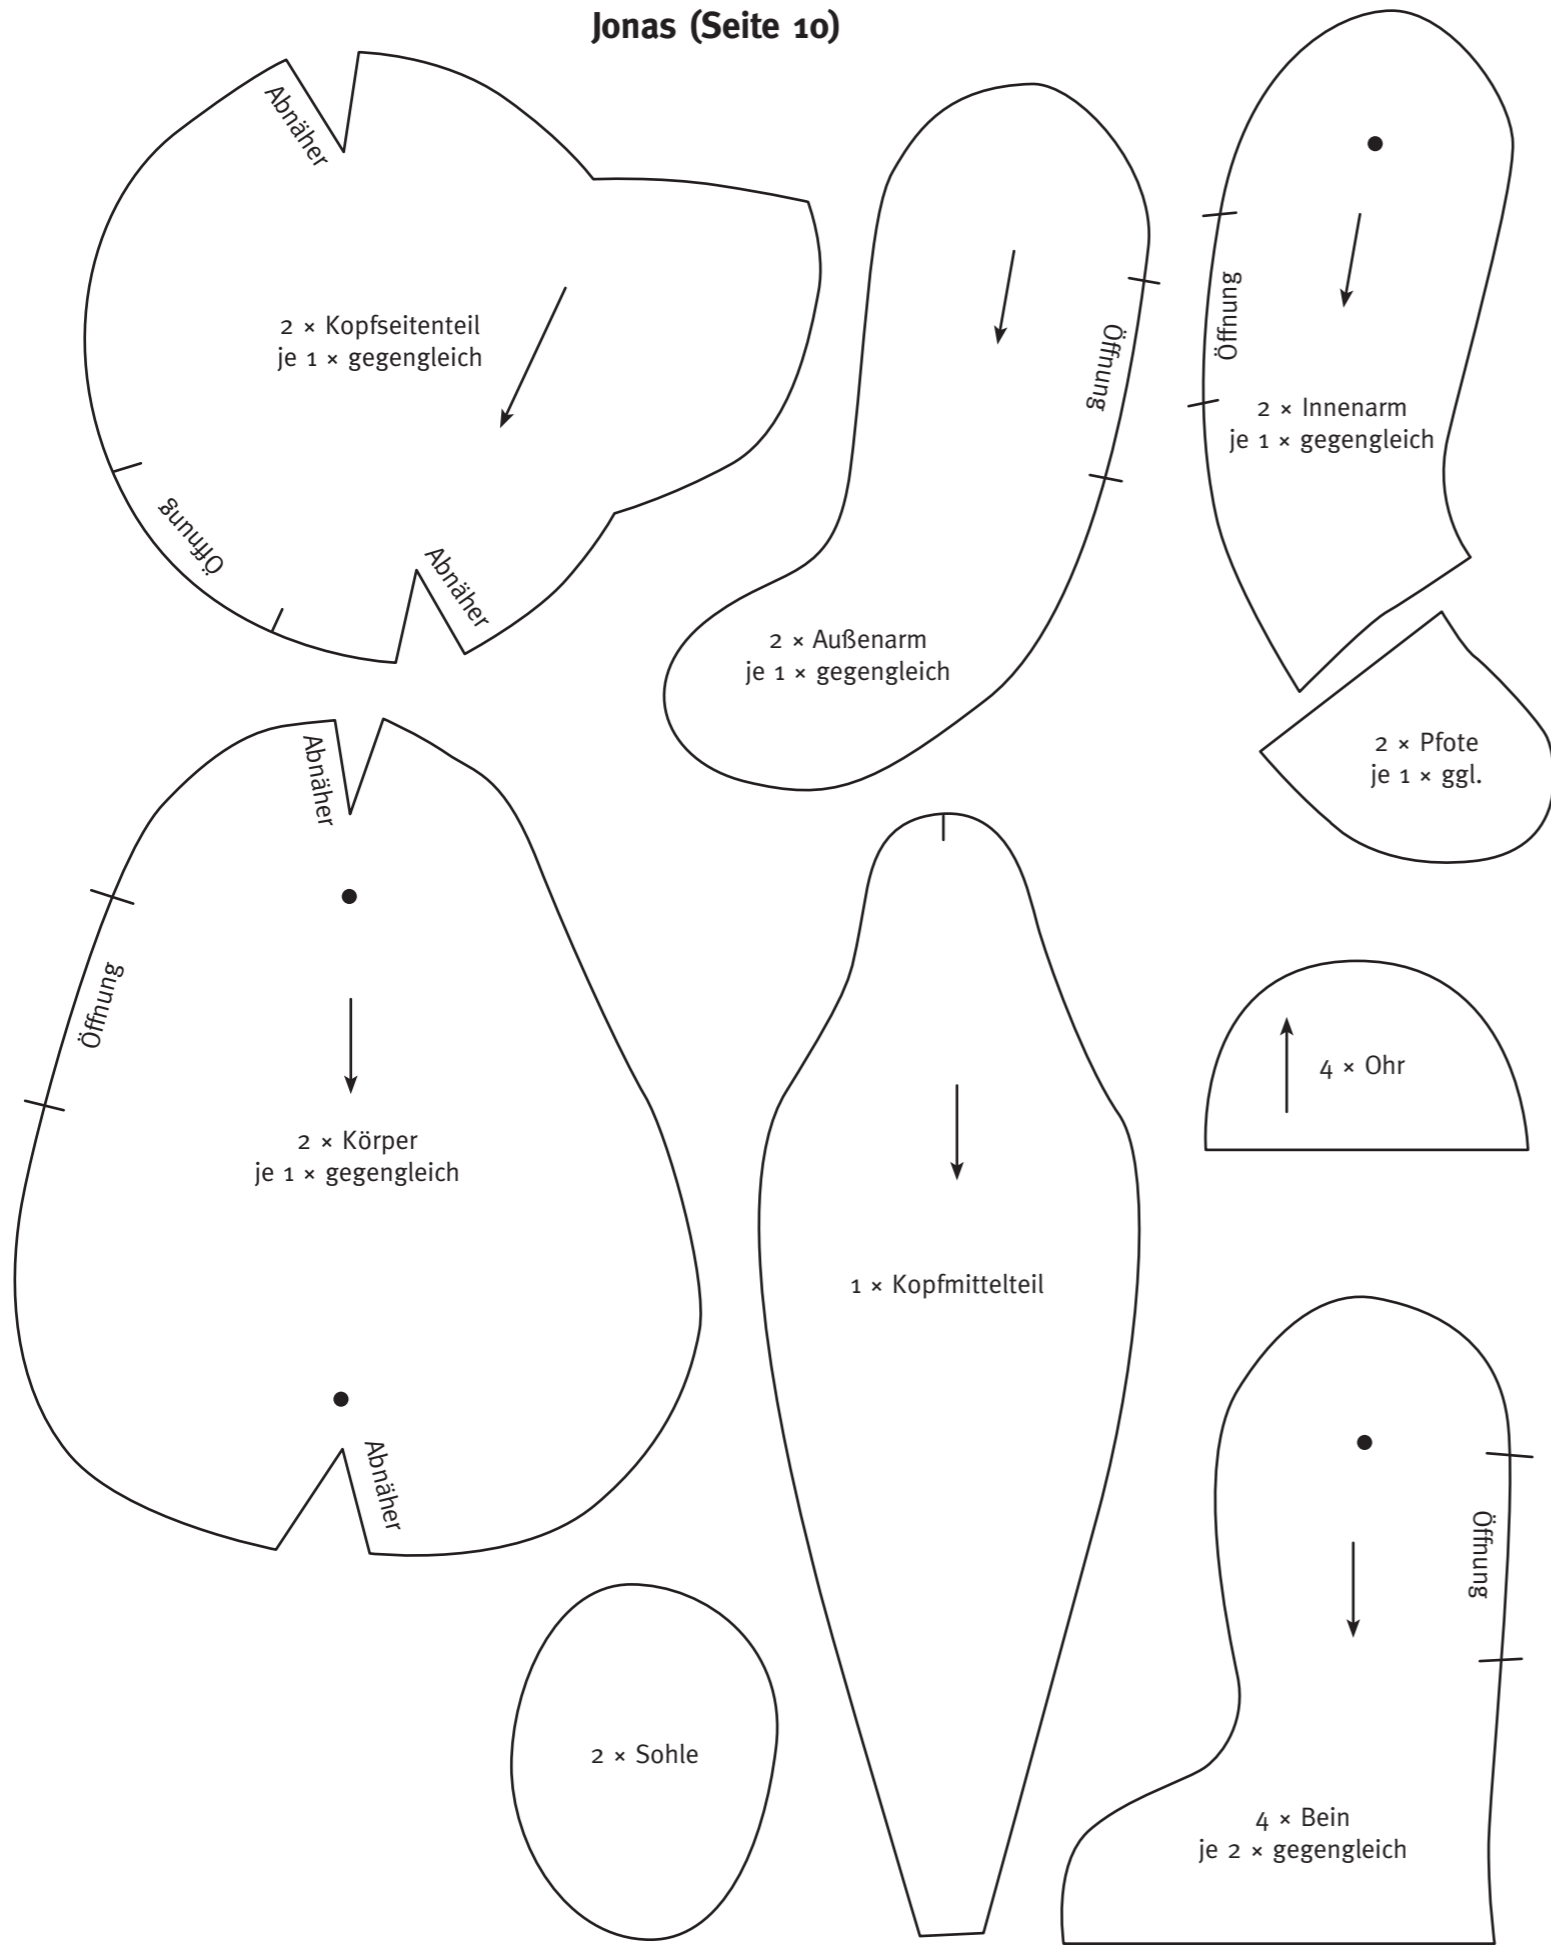 Jonas (Seite 10)
Abnäher
2 × Kopfseitenteil
je 1 × gegengleich
Öffnung
Abnäher
Öffnung
2 × Außenarm
je 1 × gegengleich
Öffnung
2 × Innenarm
je 1 × gegengleich
2 × Pfote
je 1 × ggl.
Abnäher
Öffnung
2 × Körper
je 1 × gegengleich
Abnäher
1 × Kopfmittelteil
4 × Ohr
2 × Sohle
Öffnung
4 × Bein
je 2 × gegengleich